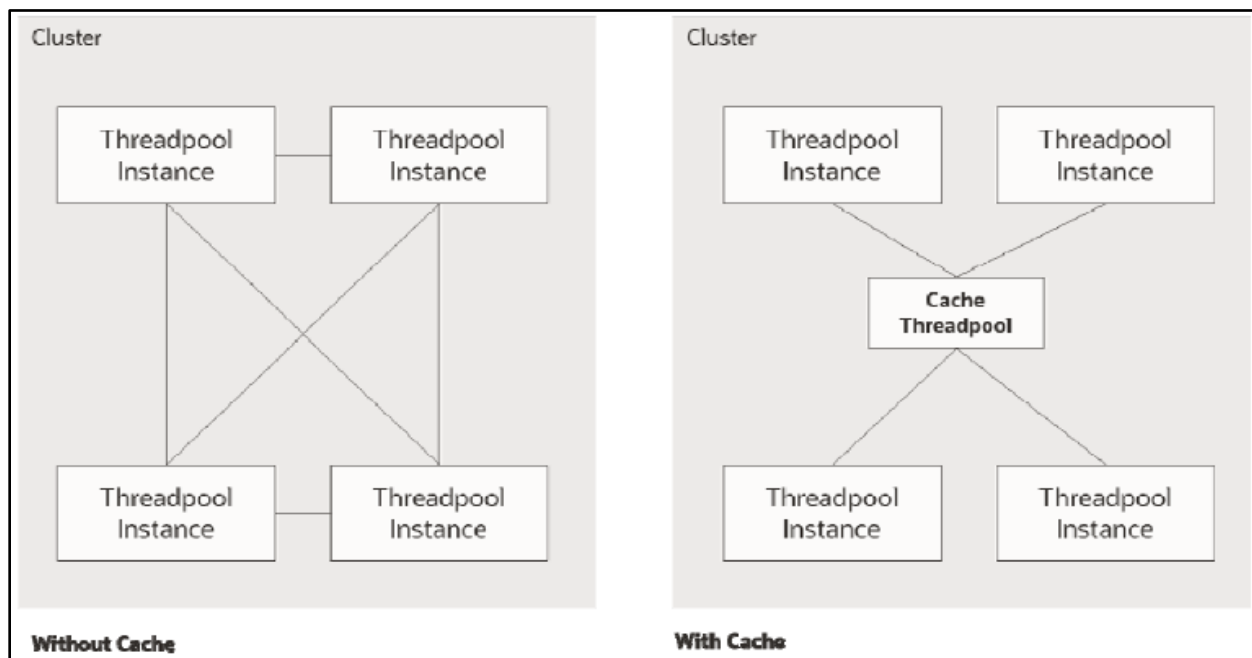 Cluster
Threadpool
Instance
Threadpool
Instance
Threadpool
Instance
Threadpool
Instance
Without Cache
Cluster
Threadpool
Instance
Threadpool
Instance
Cache
Threadpool
Threadpool
Instance
Threadpool
Instance
With Cache